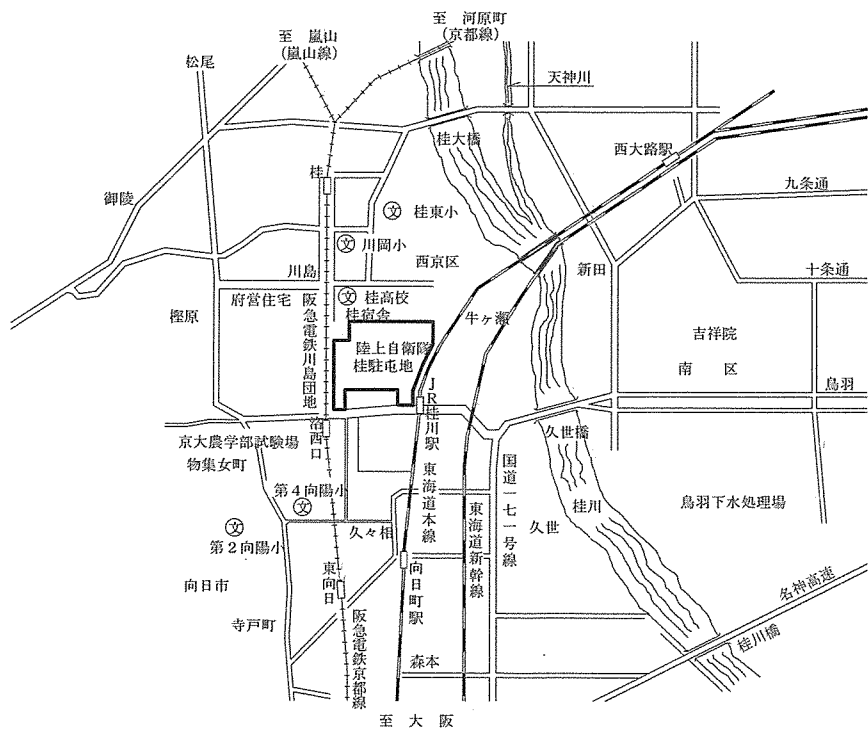 至 河原町
(京都線)
至 嵐山
(嵐山線)
松尾
天神川
桂大橋
西大路駅
九条通
桂
御陵
文 桂東小
文 川岡小
西京区
新田
十条通
川島
文 桂高校
桂宿舎
府営住宅
樫原
阪急電鉄川島団地
牛ヶ瀬
吉祥院
南 区
陸上自衛隊
桂駐屯地
鳥羽
JR桂川駅
洛西口
久世橋
京大農学部試験場
物集女町
東海道本線
国道一七一号線
第4向陽小
文
桂川
鳥羽下水処理場
文
第2向陽小
久々相
東海道新幹線
久世
向日市
東向日
向日町駅
名神高速
寺戸町
阪急電鉄京都線
桂川橋
森本
至 大 阪